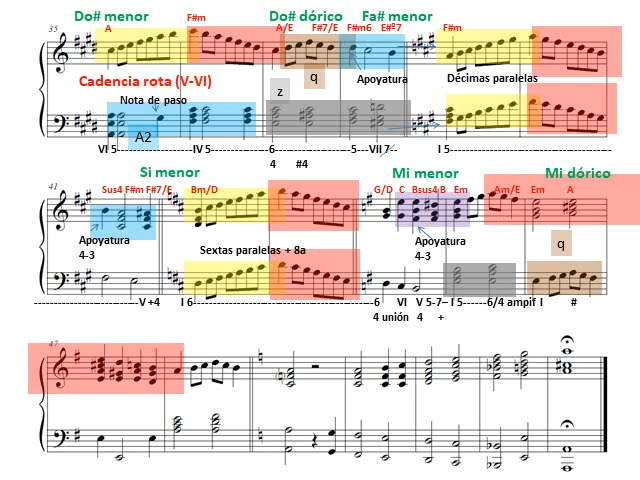 Do# menor Do# dórico Fa# menor
35 A F#m A/E F#7/E F#m6 E#º7 F#m
Cadencia rota (V-VI) q Apoyatura Décimas paralelas
Nota de paso z
A2
VI 5 IV 5 6 5 VII 7 I 5
4 #4
Si menor Mi menor Mi dórico
41 Sus4 F#m F#7/E Bm/D G/D C Bsus4 B Em Am/E Em A
Apoyatura Apoyatura q
4-3 4-3
Sextas paralelas + 8a
V +4 I 6 6 VI V 5-7 I 5 6/4 ampif I #
4 unión 4 +
47